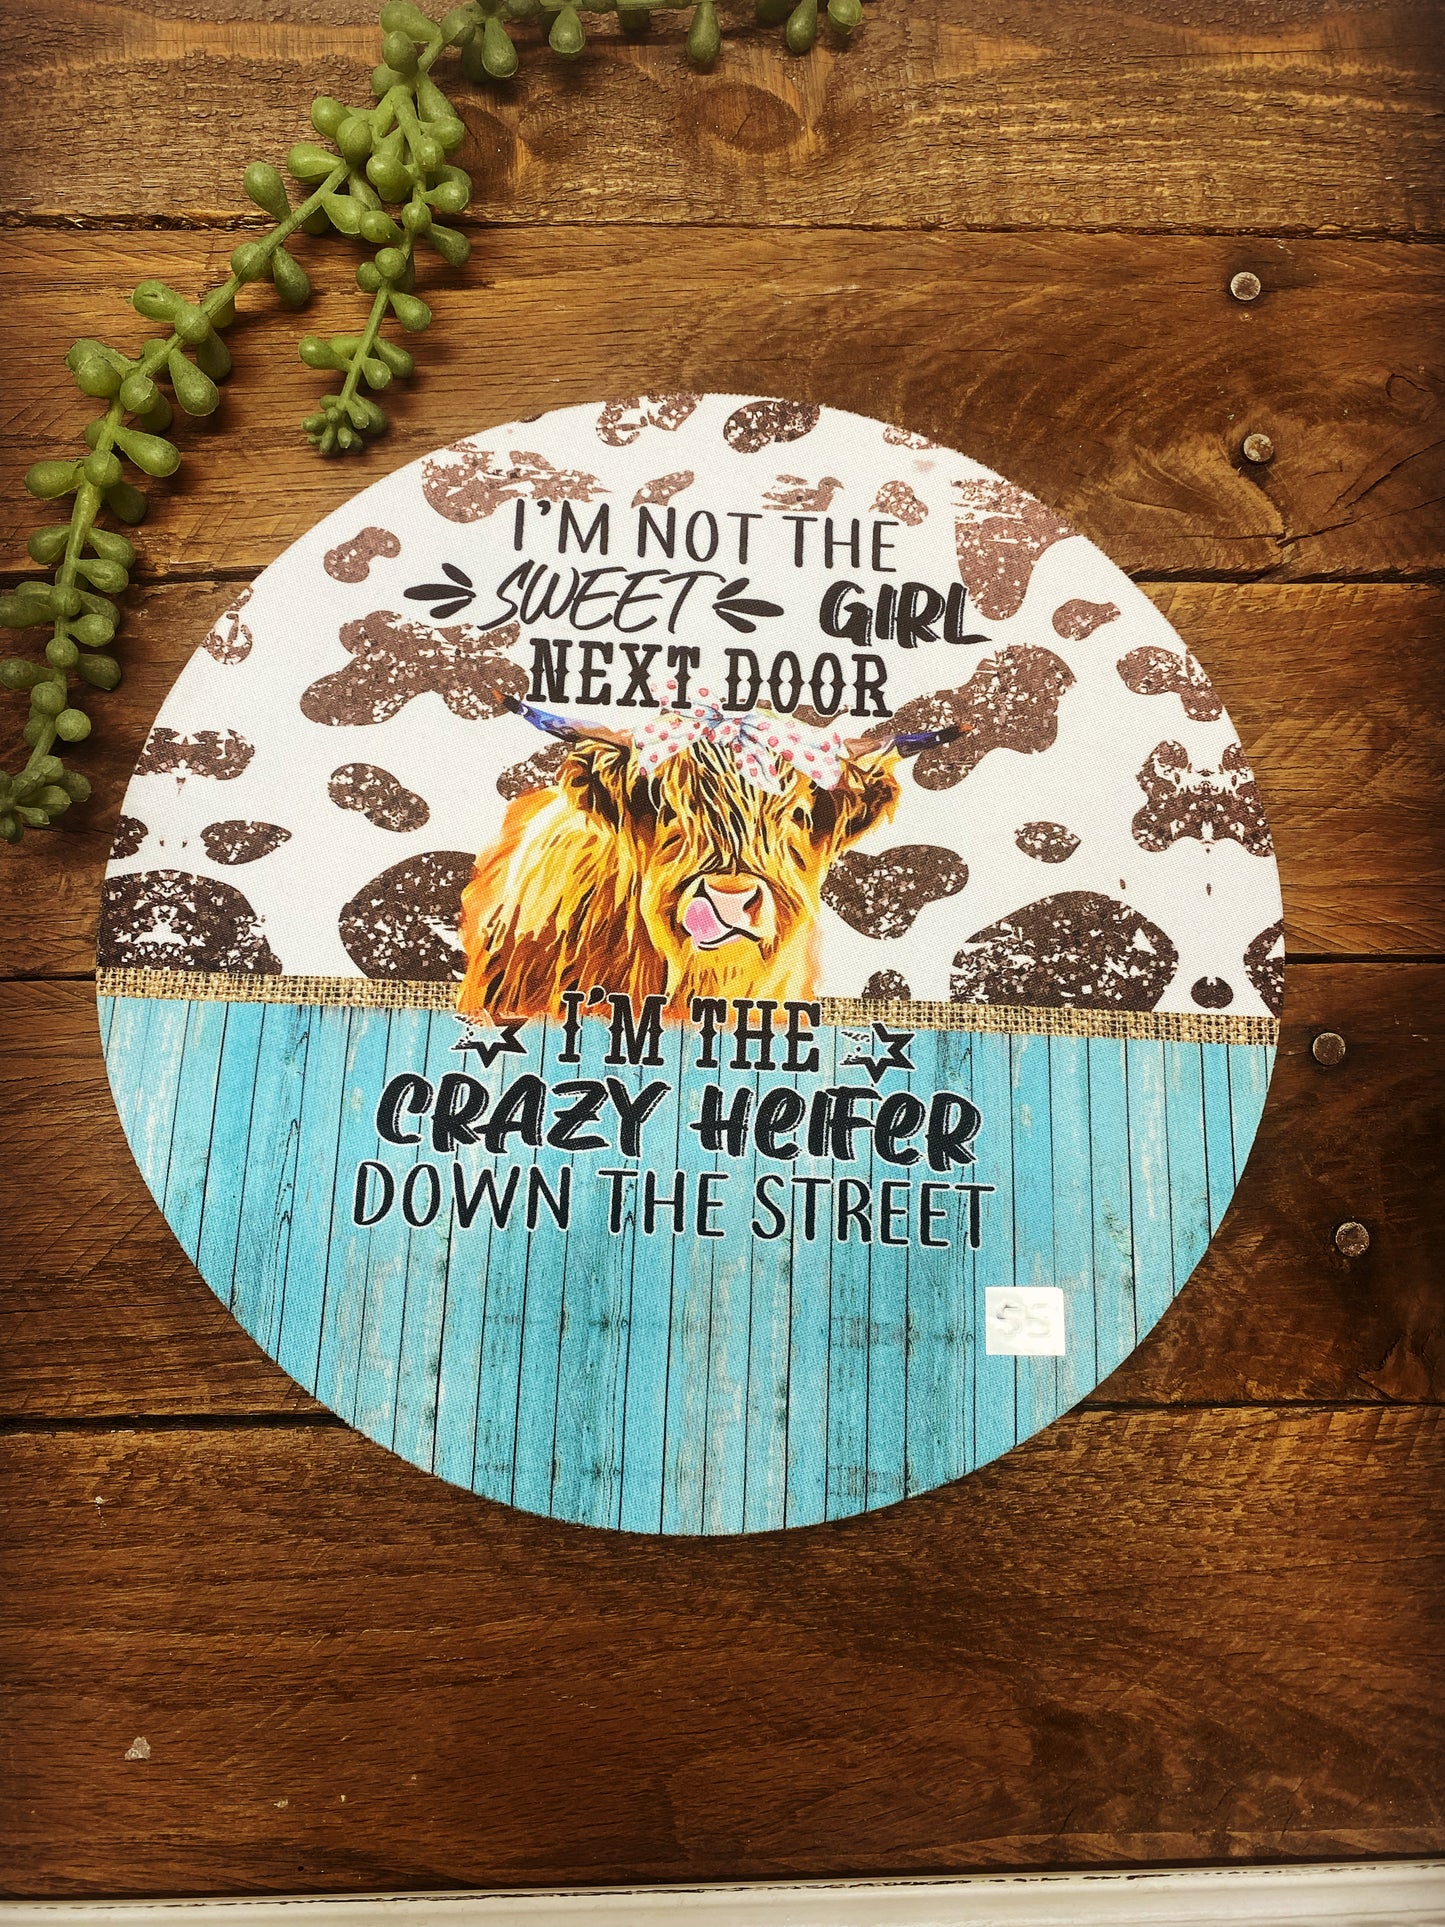 I'M NOT THE
SWEET GIRL
NEXT DOOR
I'M THE
CRAZY HEIFER
DOWN THE STREET